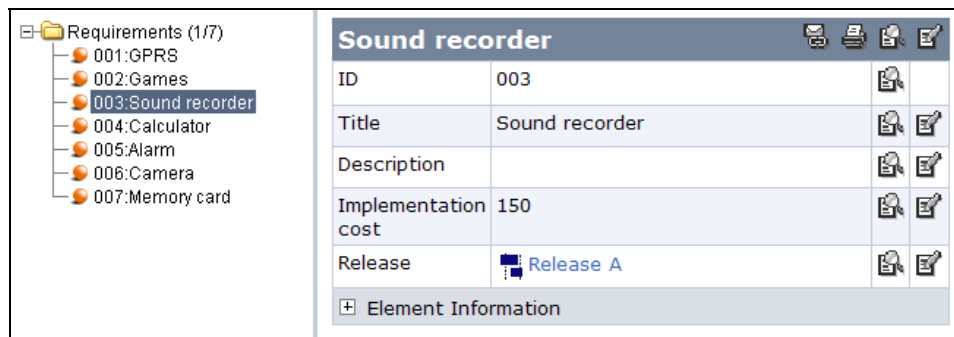 Requirements (1/7)
001:GPRS
002:Games
003:Sound recorder
004:Calculator
005:Alarm
006:Camera
007:Memory card
Sound recorder
ID 003
Title Sound recorder
Description
Implementation 150
cost
Release Release A
Element Information